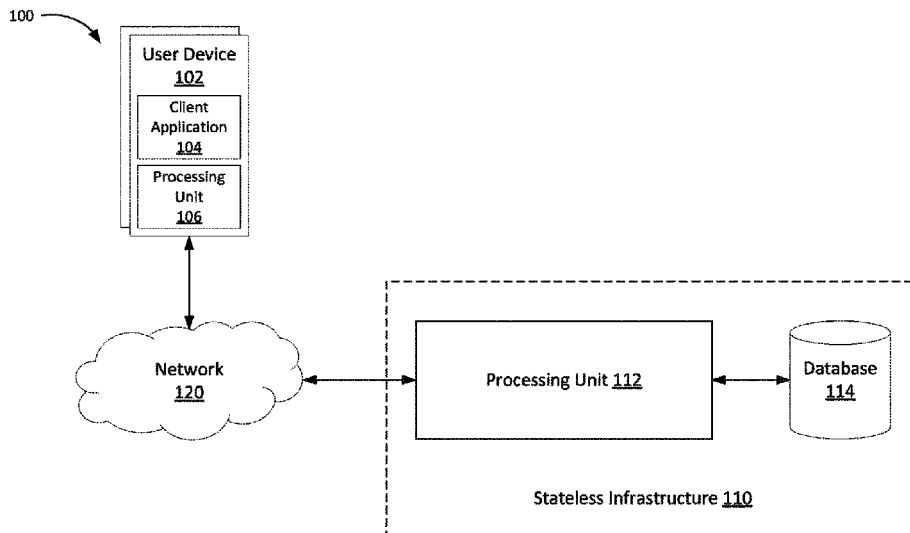 100
User Device
102
Client
Application
104
Processing
Unit
106
Network
120
Processing Unit 112
Database
114
Stateless Infrastructure 110